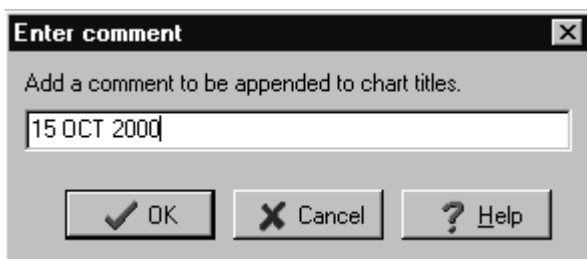 Enter comment
Add a comment to be appended to chart titles.
15 OCT 2000
OK Cancel Help